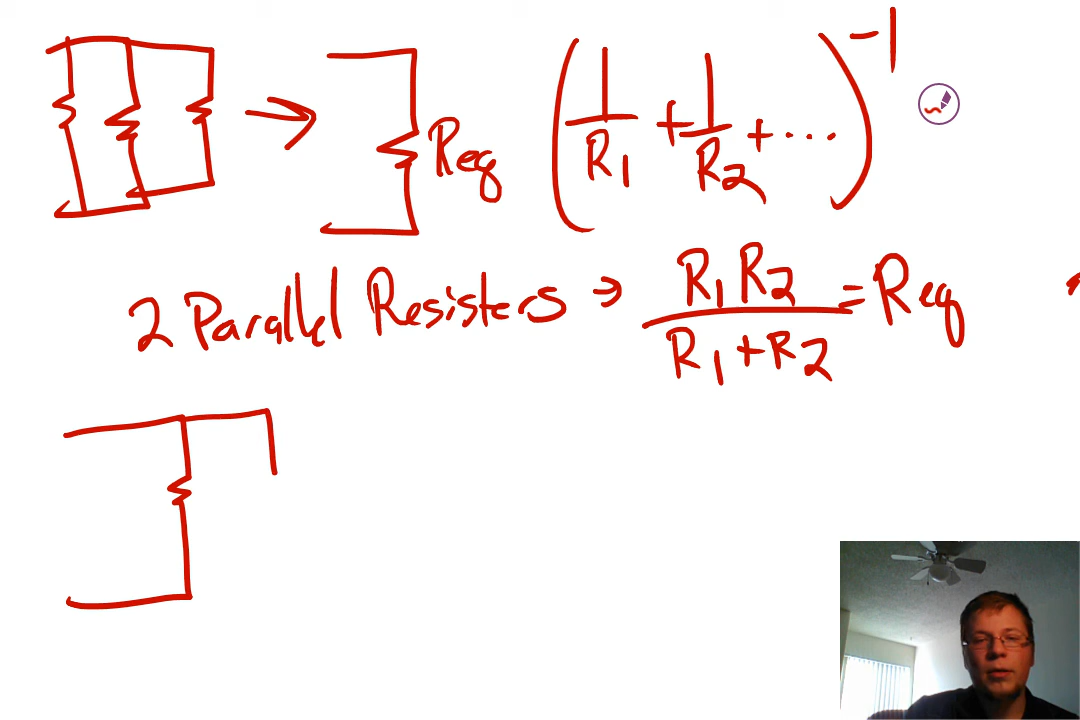 Req (1/R1 + 1/R2 + ...)^-1
2 Parallel Resisters → R1R2/(R1+R2) = Req